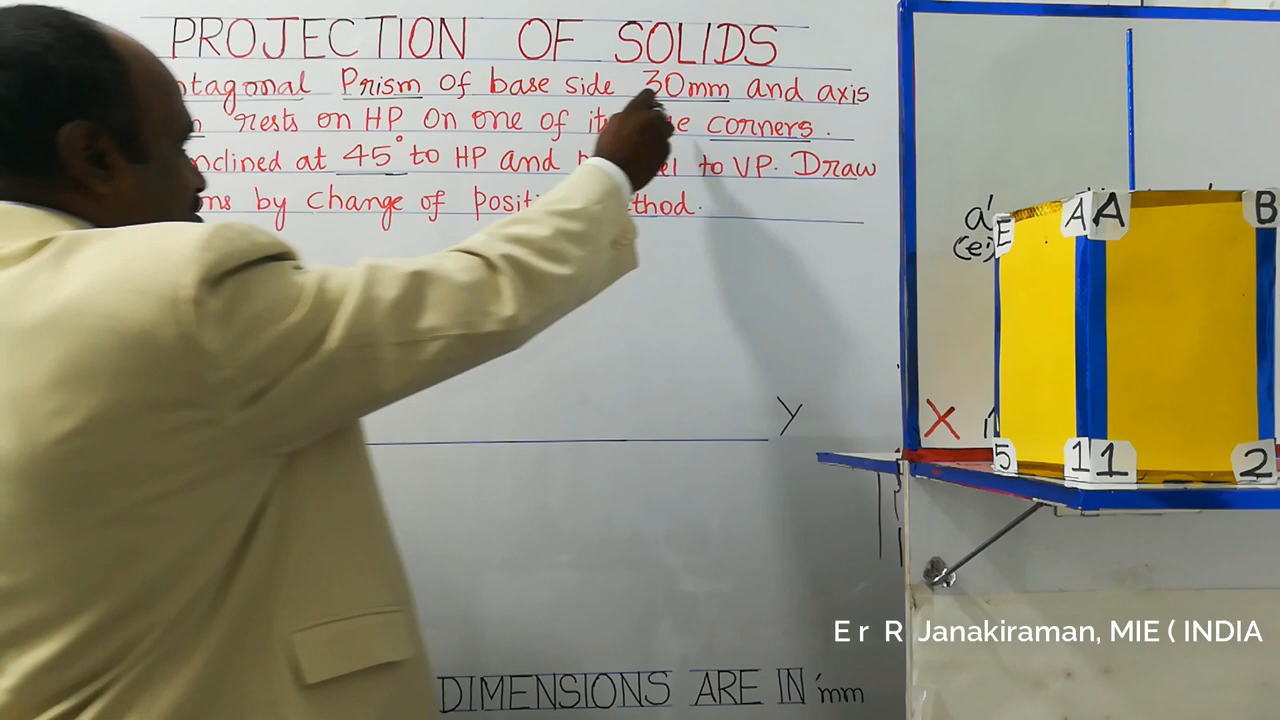 PROJECTION OF SOLIDS
ntagonal Prism of base side 30mm and axis
rests on HP on one of its corners.
nclined at 45° to HP and to VP. Draw
ns by change of posit thod.
a'
(e')
E A A B
X
Y
5 1 1 2
Er R Janakiraman, MIE ( INDIA
DIMENSIONS ARE IN 'mm